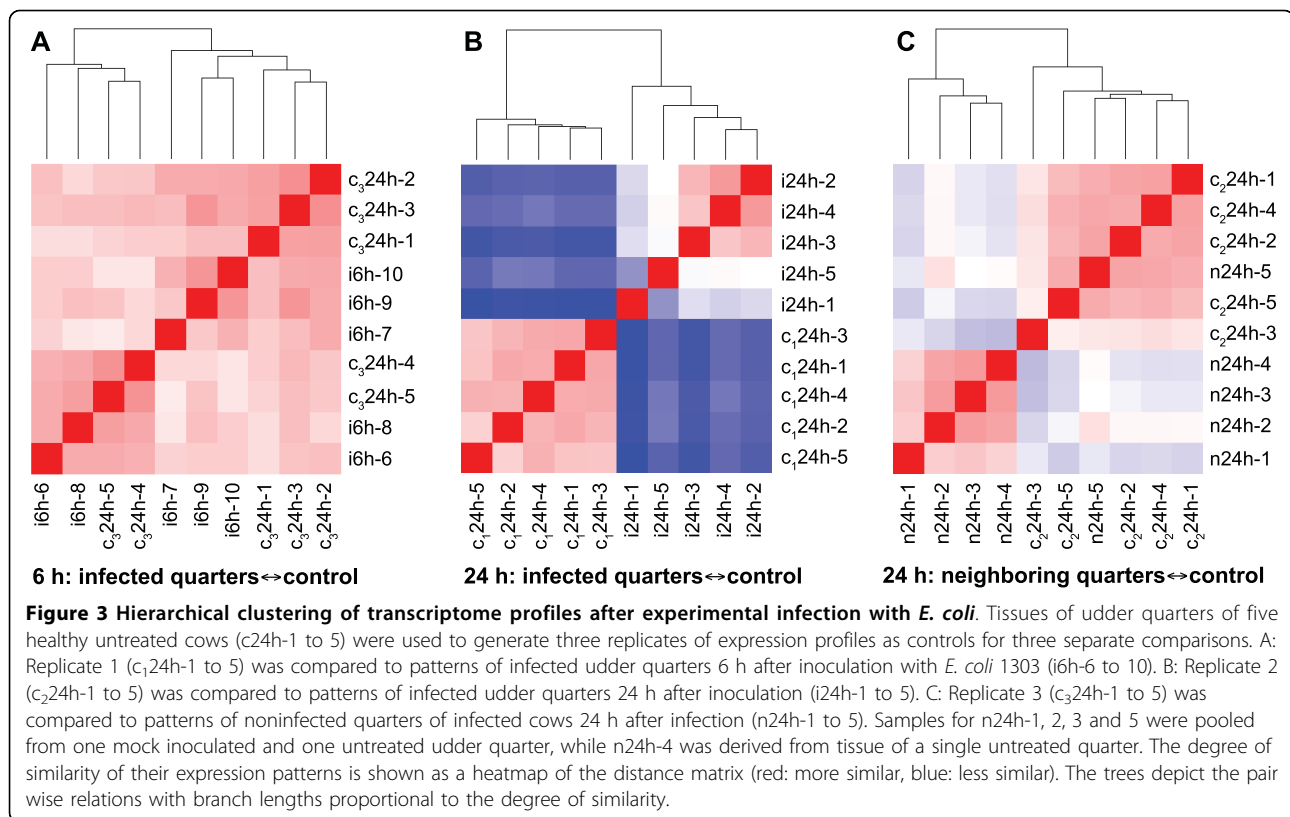 A
B
C
c₃24h-2
c₃24h-3
c₃24h-1
i6h-10
i6h-9
i6h-7
c₃24h-4
c₃24h-5
i6h-8
i6h-6
i6h-6
i6h-8
c₃24h-5
c₃24h-4
i6h-7
i6h-9
i6h-10
c₃24h-1
c₃24h-3
c₃24h-2
6 h: infected quarters↔control
i24h-2
i24h-4
i24h-3
i24h-5
i24h-1
c₁24h-3
c₁24h-1
c₁24h-4
c₁24h-2
c₁24h-5
c₁24h-5
c₁24h-2
c₁24h-4
c₁24h-1
c₁24h-3
i24h-1
i24h-5
i24h-3
i24h-4
i24h-2
24 h: infected quarters↔control
c₂24h-1
c₂24h-4
c₂24h-2
n24h-5
c₂24h-5
c₂24h-3
n24h-4
n24h-3
n24h-2
n24h-1
n24h-1
n24h-2
n24h-3
n24h-4
c₂24h-3
c₂24h-5
n24h-5
c₂24h-2
c₂24h-4
c₂24h-1
24 h: neighboring quarters↔control
Figure 3 Hierarchical clustering of transcriptome profiles after experimental infection with E. coli. Tissues of udder quarters of five
healthy untreated cows (c24h-1 to 5) were used to generate three replicates of expression profiles as controls for three separate comparisons. A:
Replicate 1 (c₁24h-1 to 5) was compared to patterns of infected udder quarters 6 h after inoculation with E. coli 1303 (i6h-6 to 10). B: Replicate 2
(c₂24h-1 to 5) was compared to patterns of infected udder quarters 24 h after inoculation (i24h-1 to 5). C: Replicate 3 (c₃24h-1 to 5) was
compared to patterns of noninfected quarters of infected cows 24 h after infection (n24h-1 to 5). Samples for n24h-1, 2, 3 and 5 were pooled
from one mock inoculated and one untreated udder quarter, while n24h-4 was derived from tissue of a single untreated quarter. The degree of
similarity of their expression patterns is shown as a heatmap of the distance matrix (red: more similar, blue: less similar). The trees depict the pair
wise relations with branch lengths proportional to the degree of similarity.